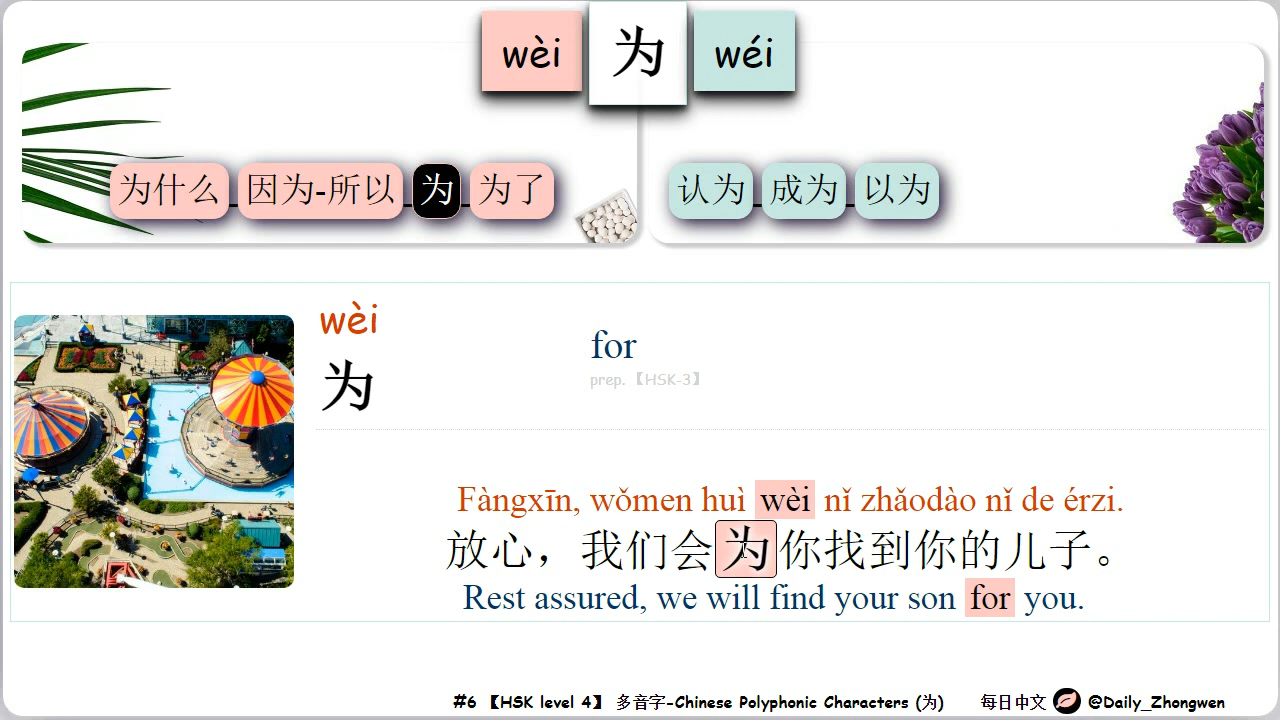 wèi 为 wéi
为什么 因为-所以 为 为了 认为 成为 以为
wèi
为
for
prep. 【HSK-3】
Fàngxīn, wǒmen huì wèi nǐ zhǎodào nǐ de érzi.
放心，我们会为你找到你的儿子。
Rest assured, we will find your son for you.
#6 【HSK level 4】 多音字-Chinese Polyphonic Characters (为) 每日中文 @Daily_Zhongwen